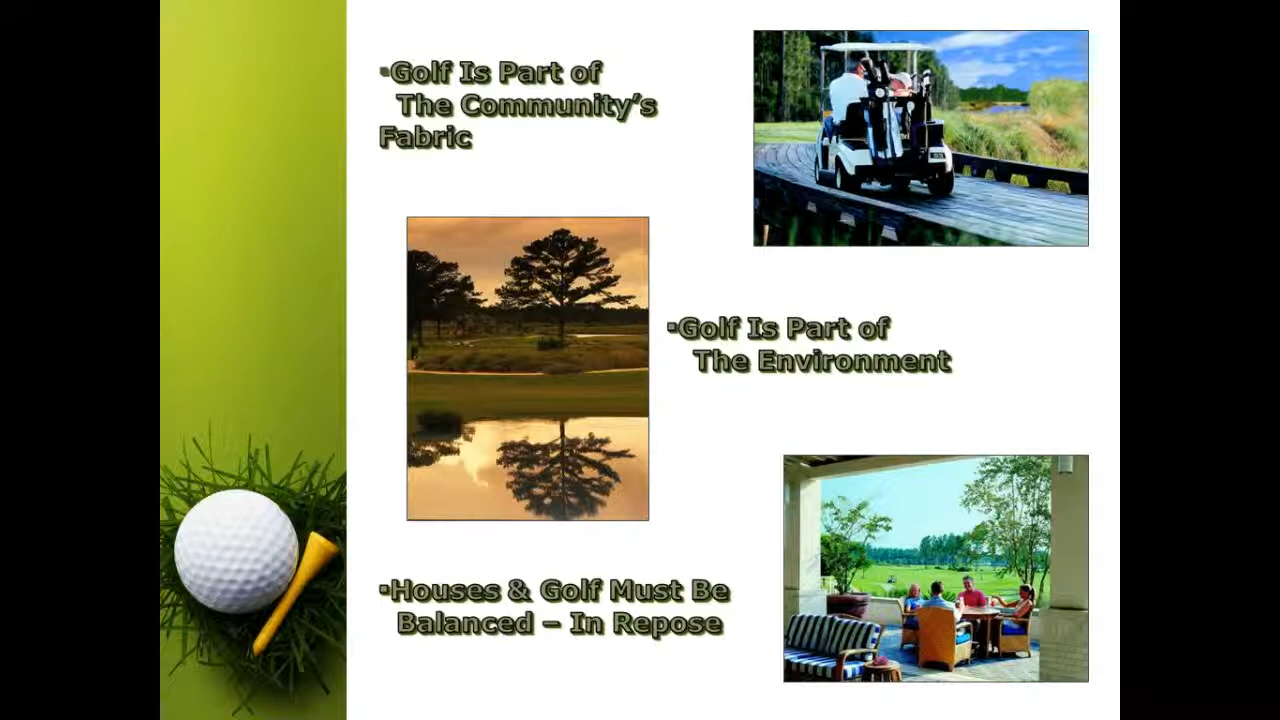 ▪Golf Is Part of
The Community’s
Fabric
▪Golf Is Part of
The Environment
▪Houses & Golf Must Be
Balanced – In Repose